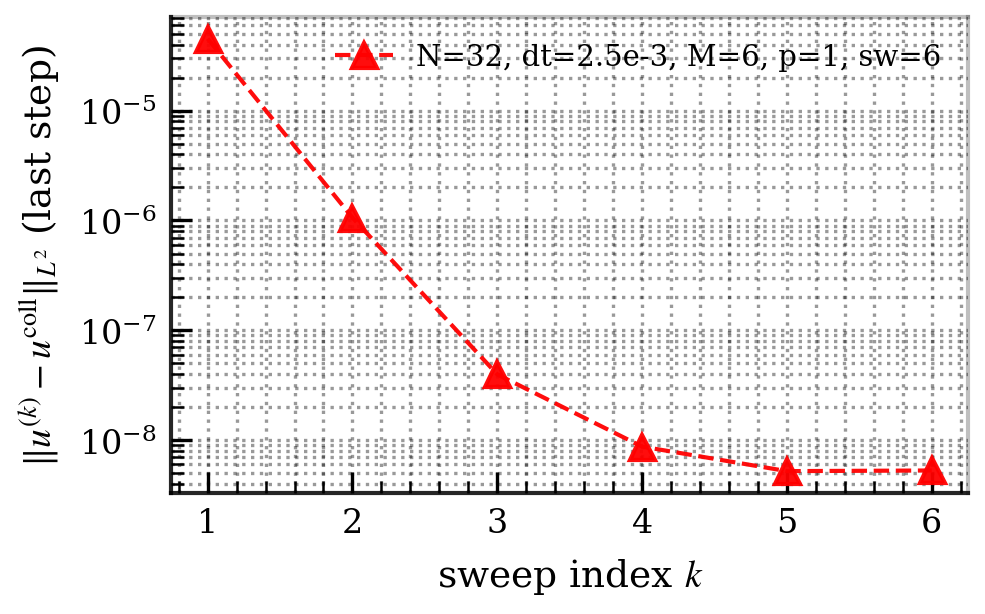 N=32, dt=2.5e-3, M=6, p=1, sw=6
||u^(k) − u^coll||_L² (last step)
10⁻⁵
10⁻⁶
10⁻⁷
10⁻⁸
1 2 3 4 5 6
sweep index k